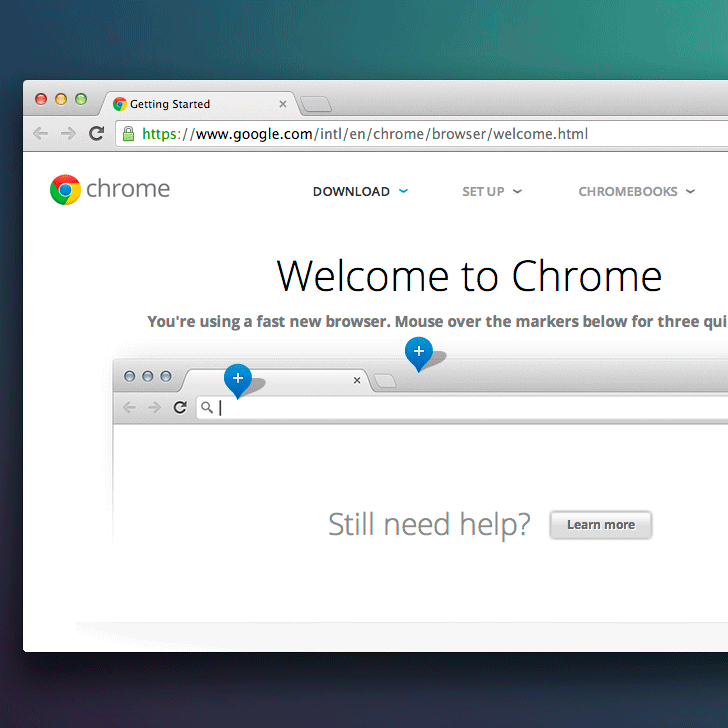 Getting Started
https://www.google.com/intl/en/chrome/browser/welcome.html
chrome
DOWNLOAD
SET UP
CHROMEBOOKS
Welcome to Chrome
You're using a fast new browser. Mouse over the markers below for three qui
Still need help?
Learn more